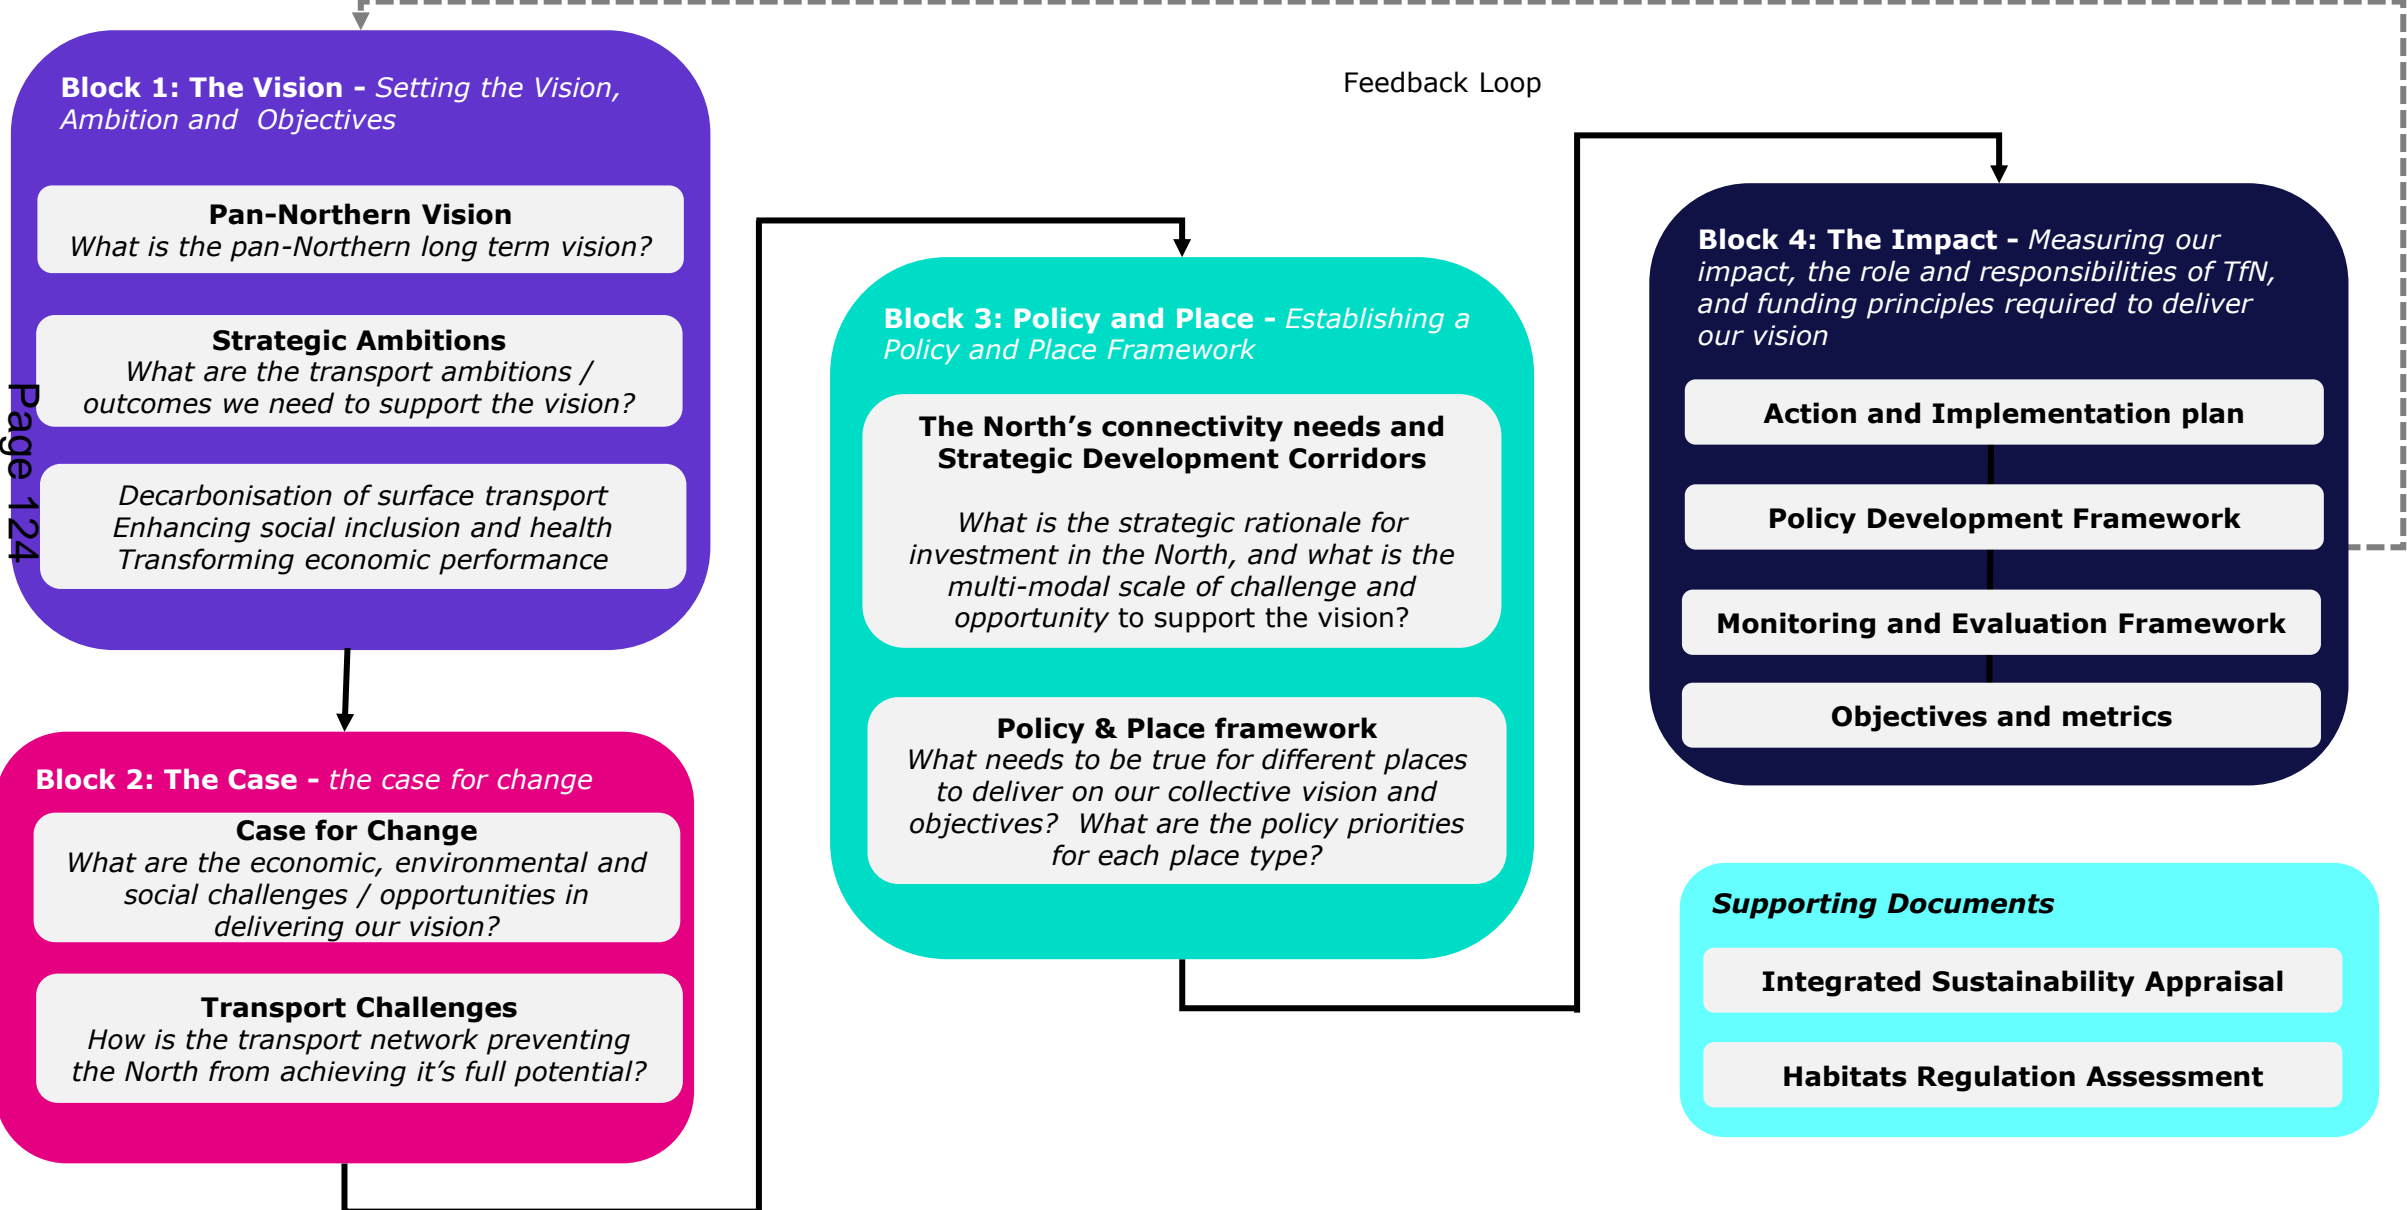 Block 1: The Vision - Setting the Vision,
Ambition and Objectives
Pan-Northern Vision
What is the pan-Northern long term vision?
Strategic Ambitions
What are the transport ambitions /
outcomes we need to support the vision?
Decarbonisation of surface transport
Enhancing social inclusion and health
Transforming economic performance
Page 124
Block 2: The Case - the case for change
Case for Change
What are the economic, environmental and
social challenges / opportunities in
delivering our vision?
Transport Challenges
How is the transport network preventing
the North from achieving it’s full potential?
Feedback Loop
Block 3: Policy and Place - Establishing a
Policy and Place Framework
The North’s connectivity needs and
Strategic Development Corridors
What is the strategic rationale for
investment in the North, and what is the
multi-modal scale of challenge and
opportunity to support the vision?
Policy & Place framework
What needs to be true for different places
to deliver on our collective vision and
objectives? What are the policy priorities
for each place type?
Block 4: The Impact - Measuring our
impact, the role and responsibilities of TfN,
and funding principles required to deliver
our vision
Action and Implementation plan
Policy Development Framework
Monitoring and Evaluation Framework
Objectives and metrics
Supporting Documents
Integrated Sustainability Appraisal
Habitats Regulation Assessment